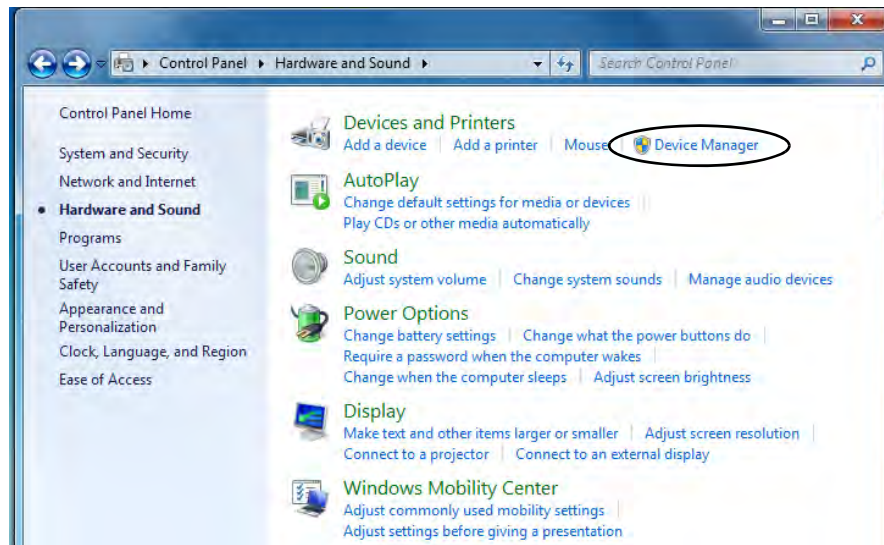 Control Panel Hardware and Sound
Search Control Panel
Control Panel Home
System and Security
Network and Internet
Hardware and Sound
Programs
User Accounts and Family
Safety
Appearance and
Personalization
Clock, Language, and Region
Ease of Access
Devices and Printers
Add a device Add a printer Mouse Device Manager
AutoPlay
Change default settings for media or devices
Play CDs or other media automatically
Sound
Adjust system volume Change system sounds Manage audio devices
Power Options
Change battery settings Change what the power buttons do
Require a password when the computer wakes
Change when the computer sleeps Adjust screen brightness
Display
Make text and other items larger or smaller Adjust screen resolution
Connect to a projector Connect to an external display
Windows Mobility Center
Adjust commonly used mobility settings
Adjust settings before giving a presentation